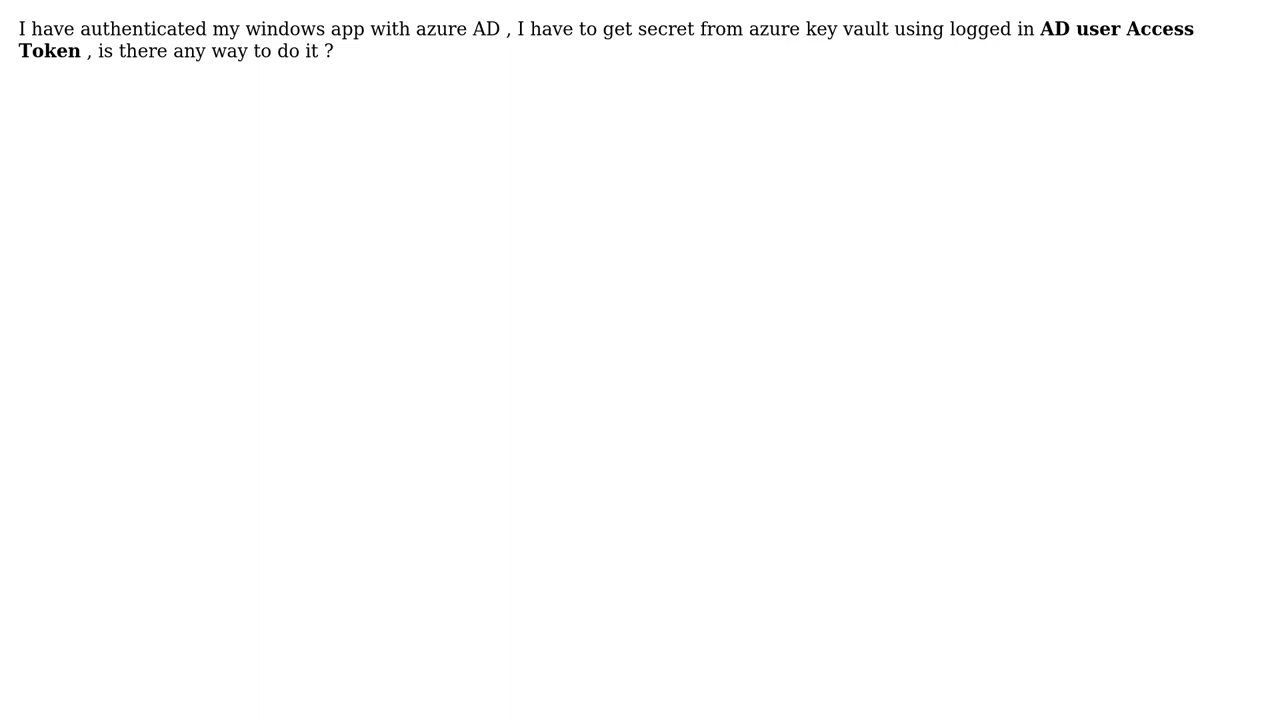 I have authenticated my windows app with azure AD , I have to get secret from azure key vault using logged in AD user Access
Token , is there any way to do it ?